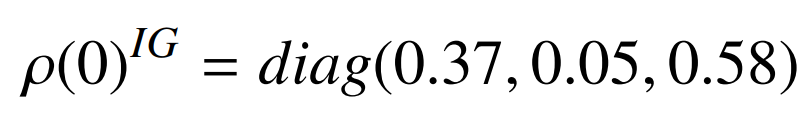 ρ(0)^{IG} = diag(0.37, 0.05, 0.58)